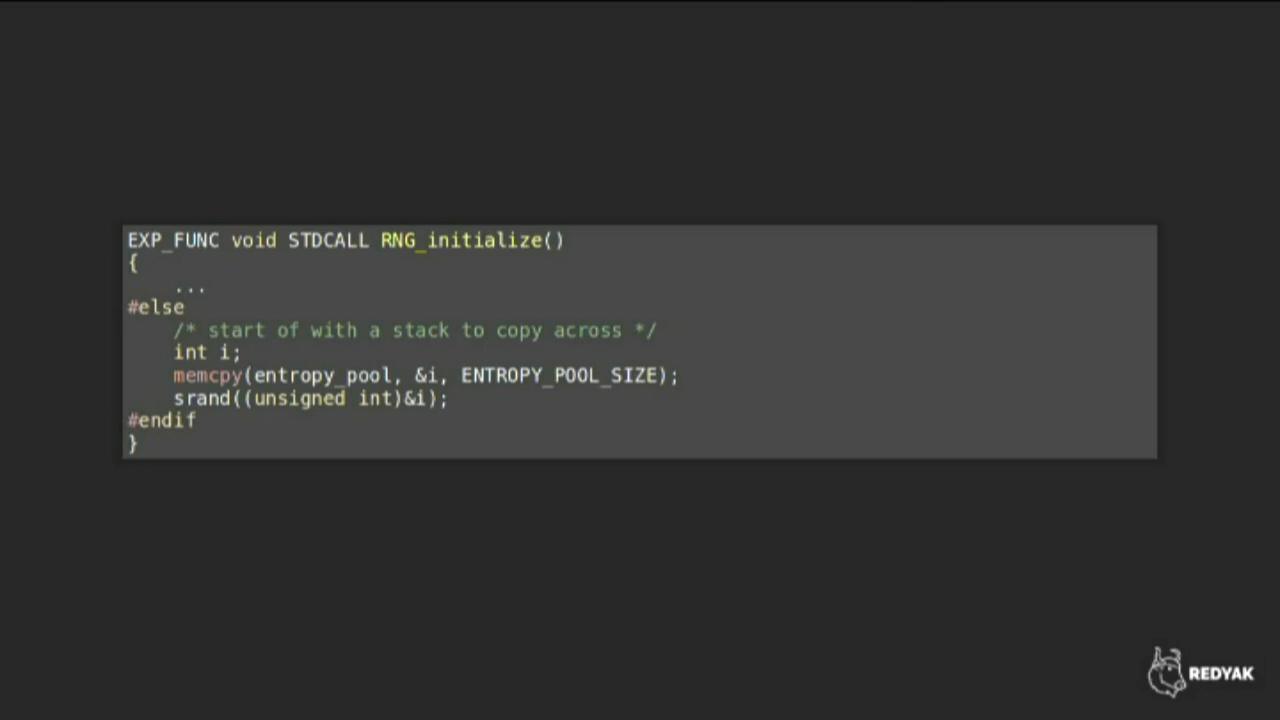 EXP_FUNC void STDCALL RNG_initialize()
{
    ...
#else
    /* start of with a stack to copy across */
    int i;
    memcpy(entropy_pool, &i, ENTROPY_POOL_SIZE);
    srand((unsigned int)&i);
#endif
}
REDYAK